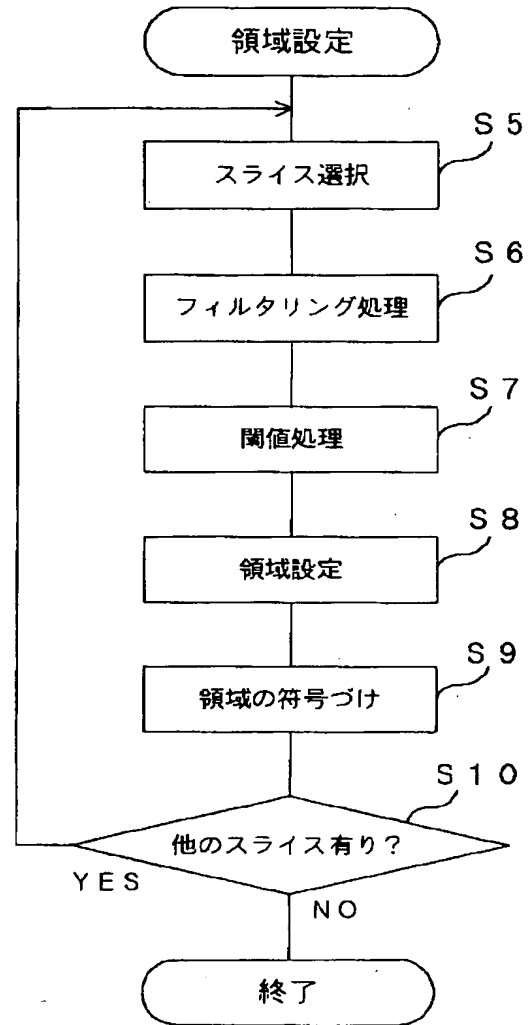 領域設定
S5
スライス選択
S6
フィルタリング処理
S7
閾値処理
S8
領域設定
S9
領域の符号づけ
S10
他のスライス有り?
YES
NO
終了